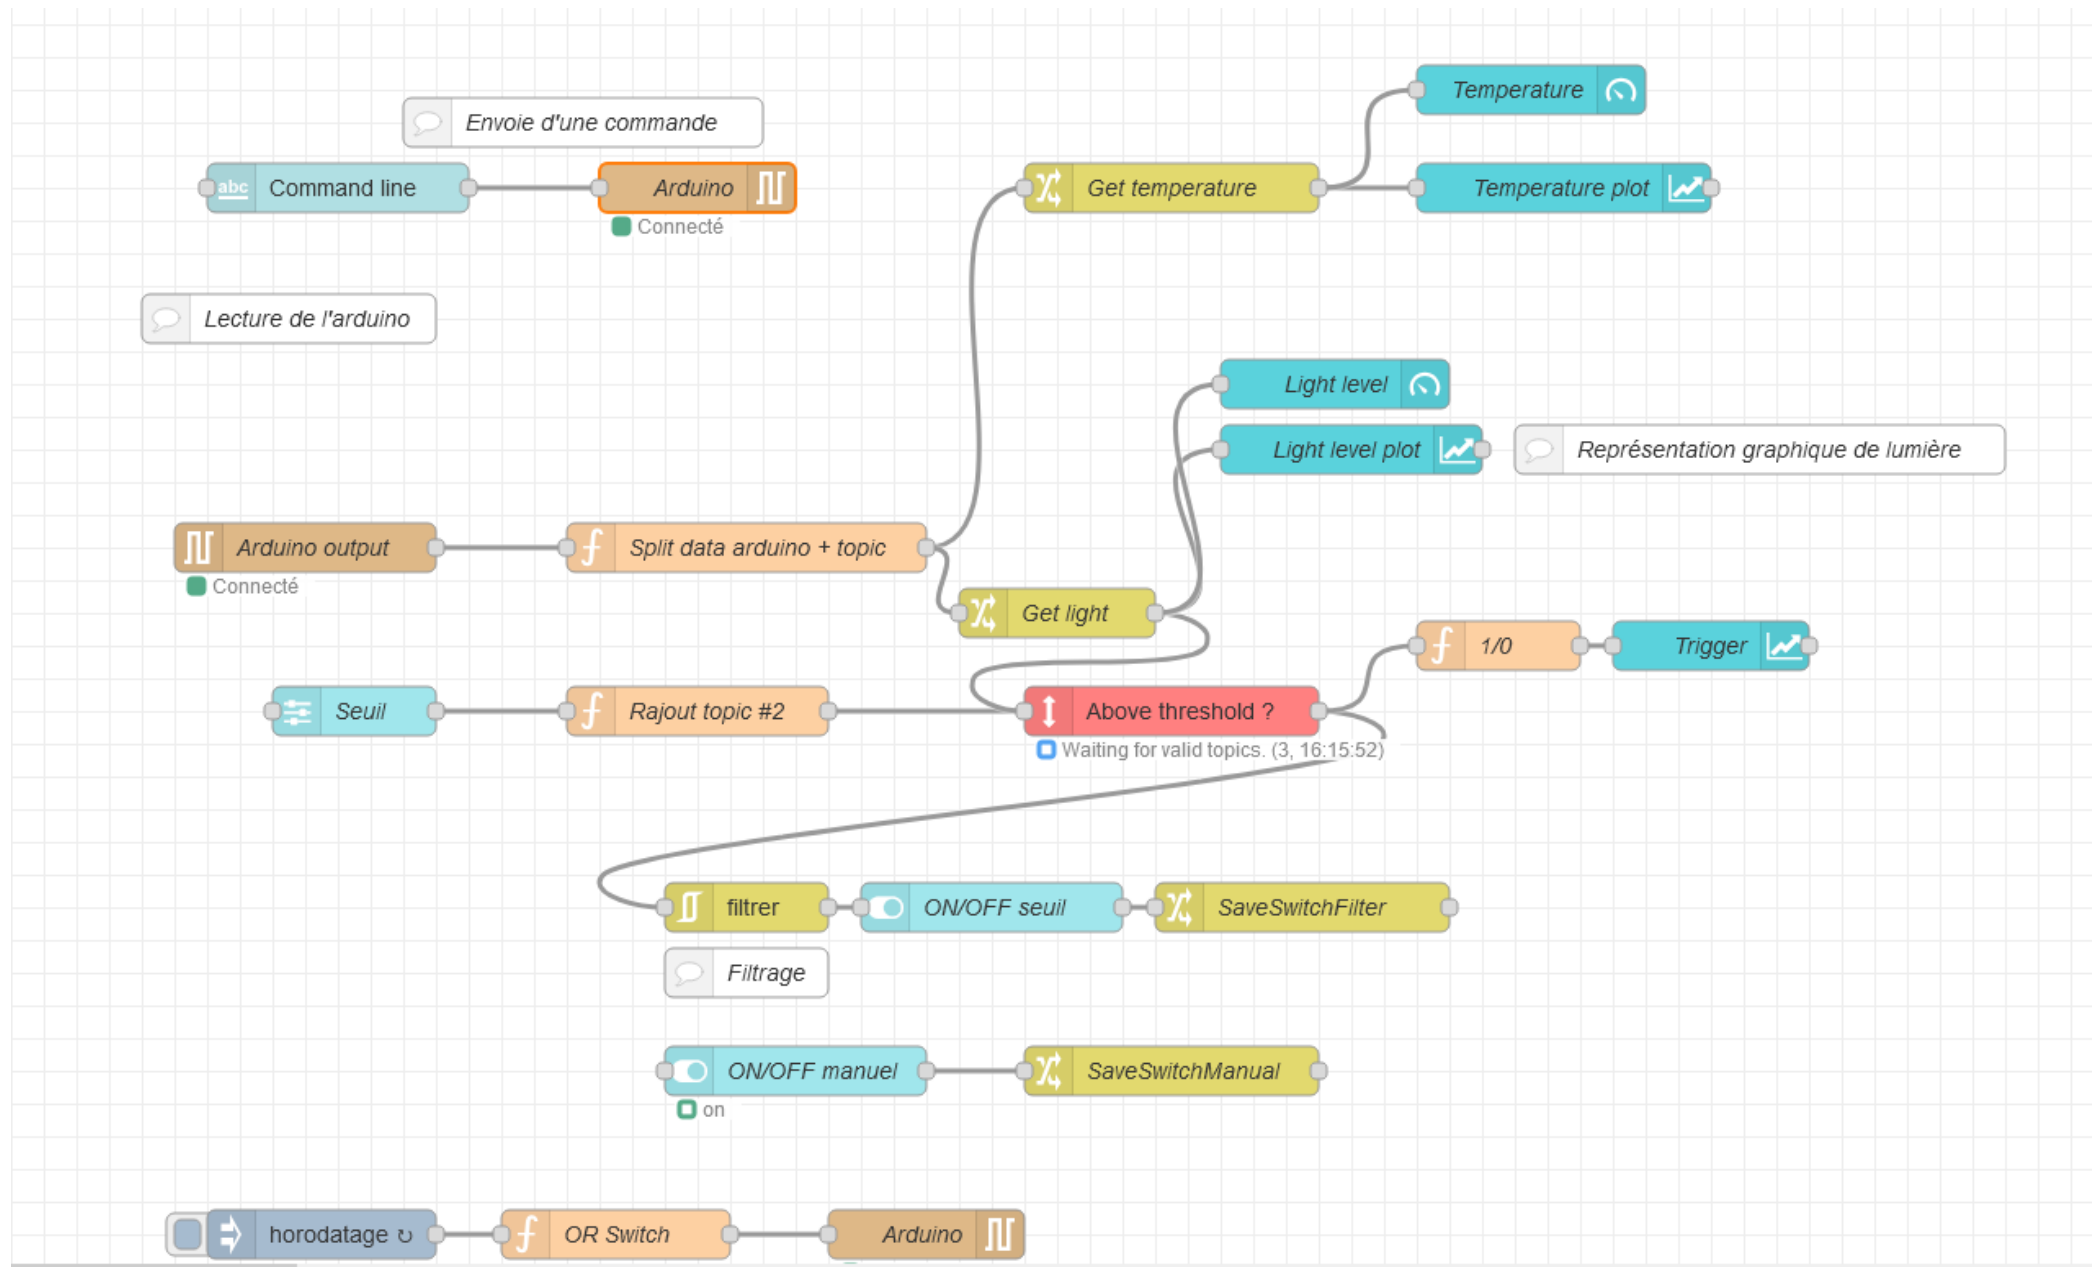 Temperature
Envoie d'une commande
abc Command line
Arduino
Get temperature
Temperature plot
Connecté
Lecture de l'arduino
Light level
Light level plot
Représentation graphique de lumière
Arduino output
Split data arduino + topic
Connecté
Get light
1/0
Trigger
Seuil
Rajout topic #2
Above threshold ?
Waiting for valid topics. (3, 16:15:52)
filtrer
ON/OFF seuil
SaveSwitchFilter
Filtrage
ON/OFF manuel
SaveSwitchManual
on
horodatage ↻
OR Switch
Arduino